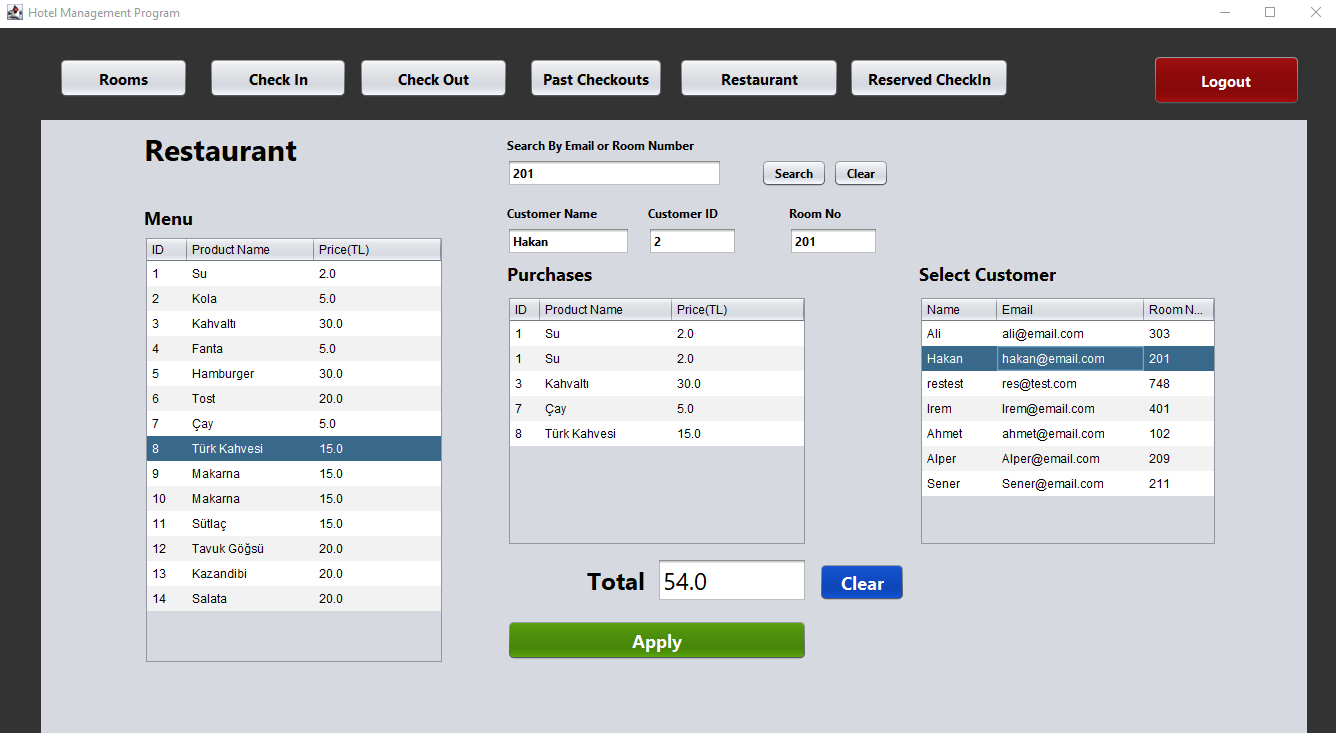 Hotel Management Program
Rooms Check In Check Out Past Checkouts Restaurant Reserved CheckIn Logout
Restaurant
Search By Email or Room Number
201 Search Clear
Customer Name Customer ID Room No
Hakan 2 201
Menu
ID Product Name Price(TL)
1 Su 2.0
2 Kola 5.0
3 Kahvaltı 30.0
4 Fanta 5.0
5 Hamburger 30.0
6 Tost 20.0
7 Çay 5.0
8 Türk Kahvesi 15.0
9 Makarna 15.0
10 Makarna 15.0
11 Sütlaç 15.0
12 Tavuk Göğsü 20.0
13 Kazandibi 20.0
14 Salata 20.0
Purchases
ID Product Name Price(TL)
1 Su 2.0
1 Su 2.0
3 Kahvaltı 30.0
7 Çay 5.0
8 Türk Kahvesi 15.0
Total 54.0 Clear
Apply
Select Customer
Name Email Room N...
Ali ali@email.com 303
Hakan hakan@email.com 201
restest res@test.com 748
Irem Irem@email.com 401
Ahmet ahmet@email.com 102
Alper Alper@email.com 209
Sener Sener@email.com 211